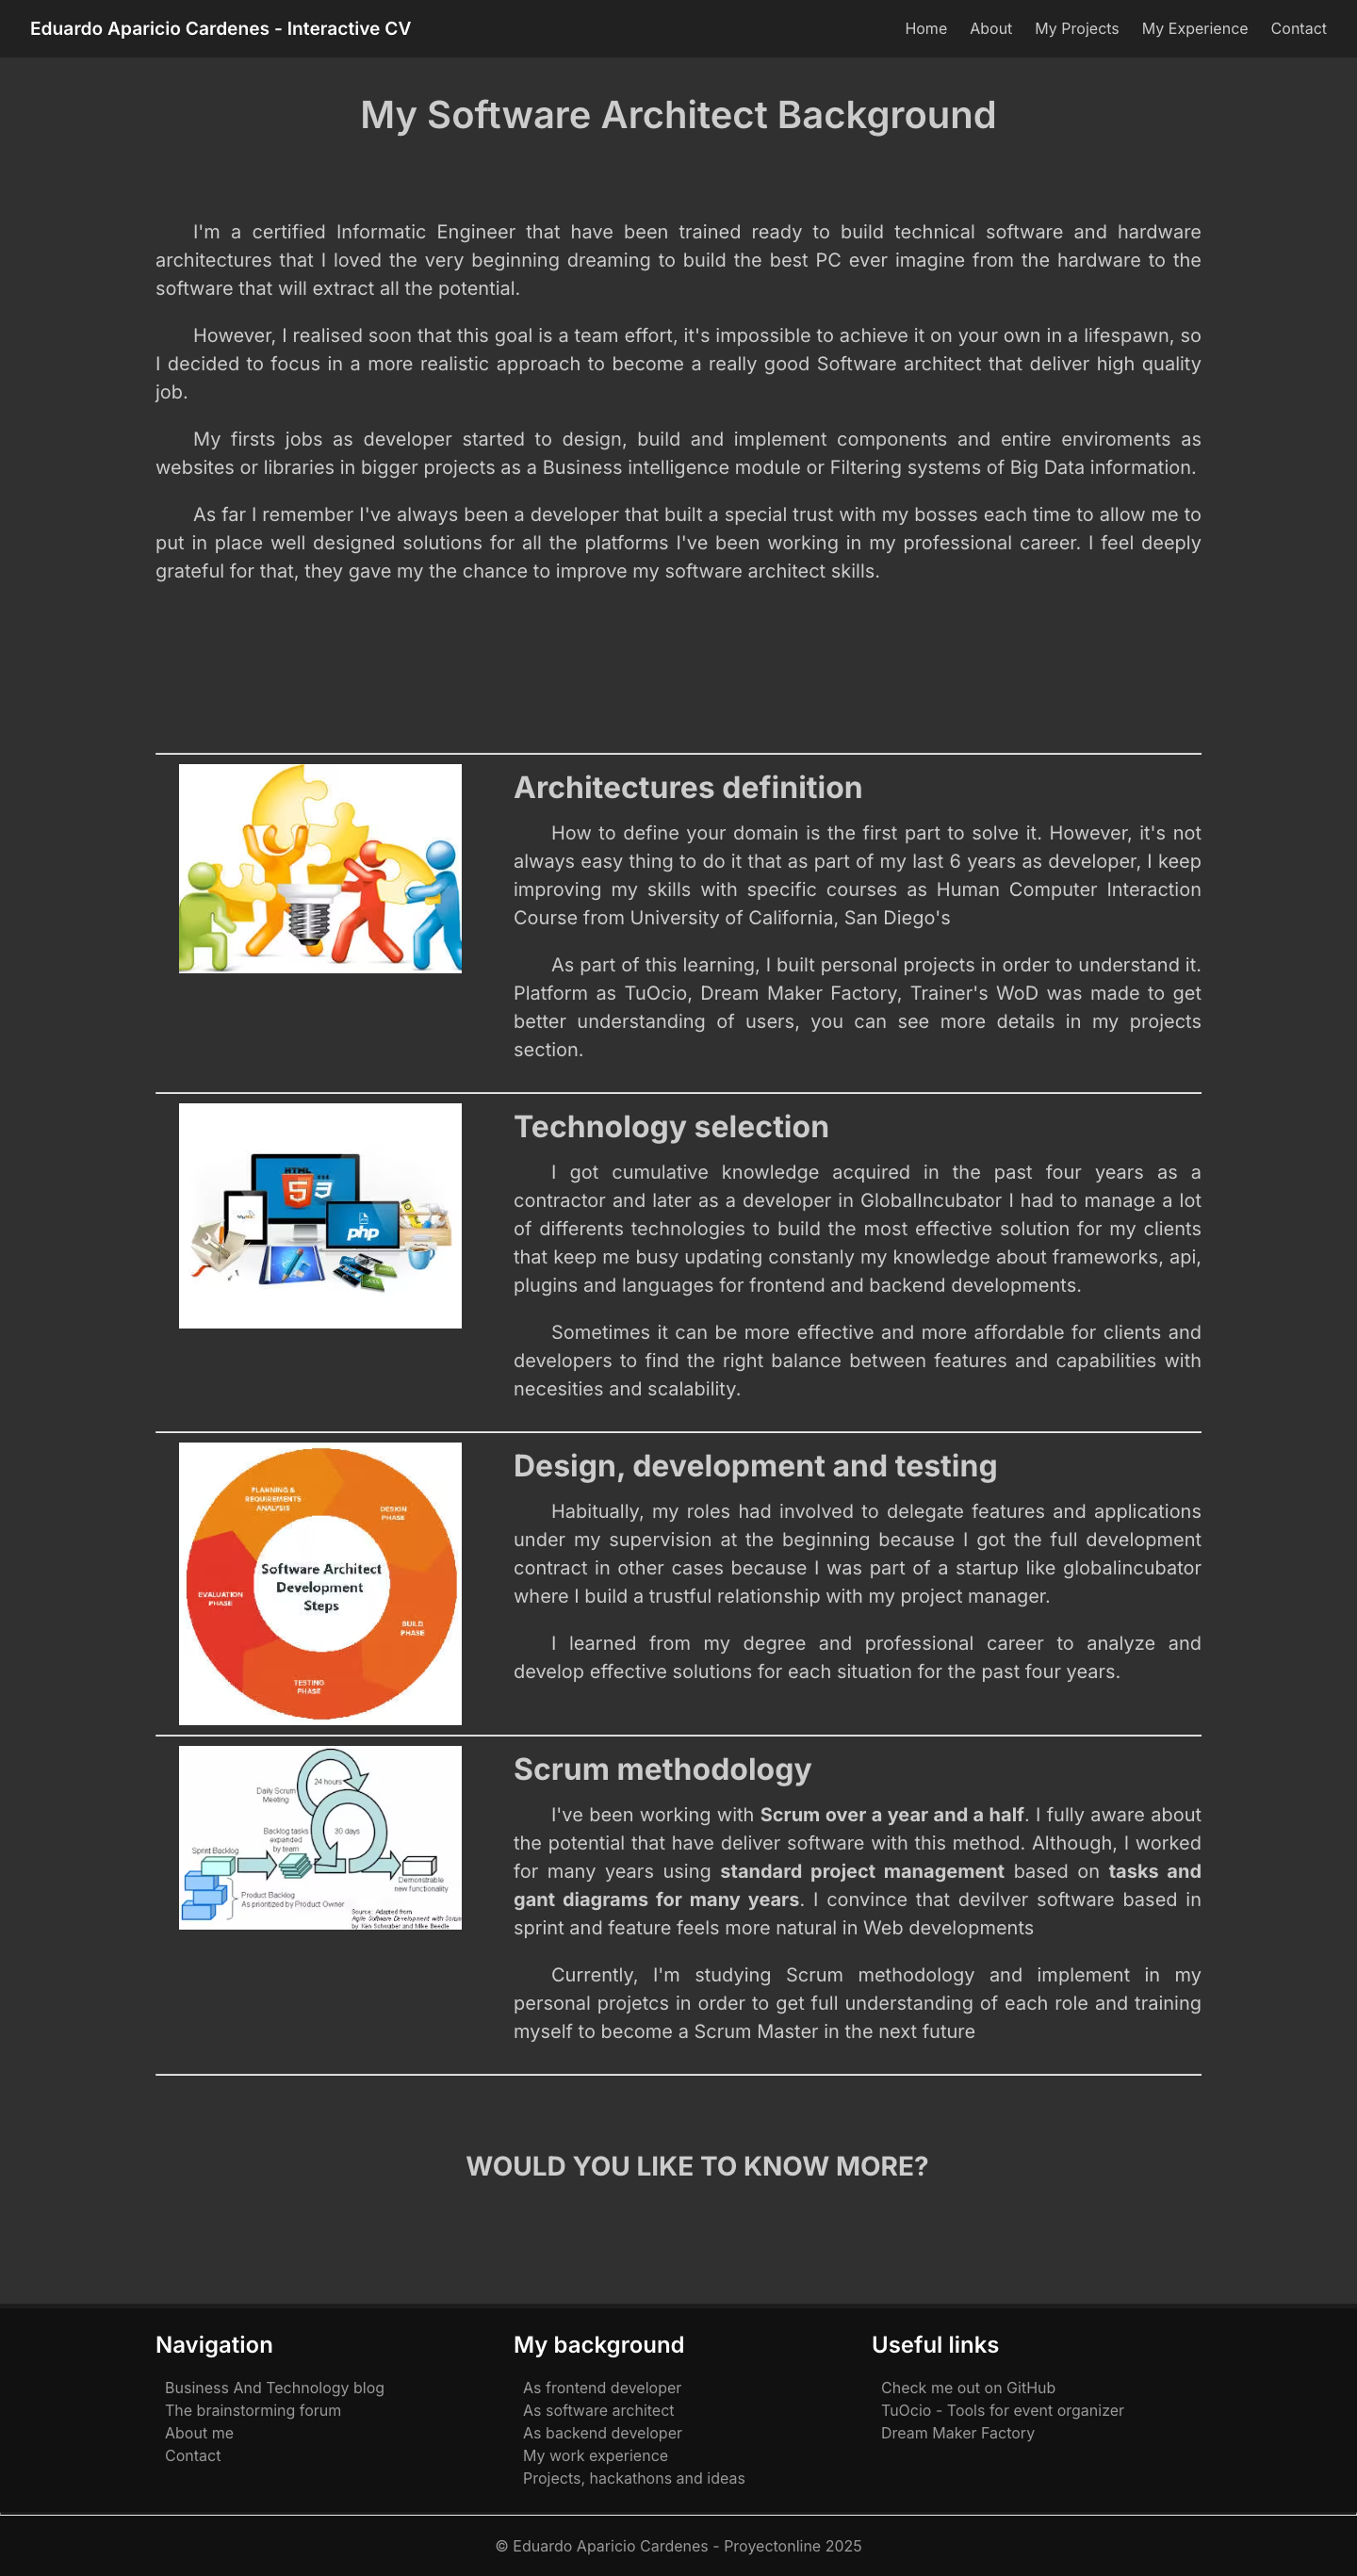 Eduardo Aparicio Cardenes - Interactive CV
Home About My Projects My Experience Contact
My Software Architect Background
I'm a certified Informatic Engineer that have been trained ready to build technical software and hardware
architectures that I loved the very beginning dreaming to build the best PC ever imagine from the hardware to the
software that will extract all the potential.
However, I realised soon that this goal is a team effort, it's impossible to achieve it on your own in a lifespawn, so
I decided to focus in a more realistic approach to become a really good Software architect that deliver high quality
job.
My firsts jobs as developer started to design, build and implement components and entire enviroments as
websites or libraries in bigger projects as a Business intelligence module or Filtering systems of Big Data information.
As far I remember I've always been a developer that built a special trust with my bosses each time to allow me to
put in place well designed solutions for all the platforms I've been working in my professional career. I feel deeply
grateful for that, they gave my the chance to improve my software architect skills.
Architectures definition
How to define your domain is the first part to solve it. However, it's not
always easy thing to do it that as part of my last 6 years as developer, I keep
improving my skills with specific courses as Human Computer Interaction
Course from University of California, San Diego's
As part of this learning, I built personal projects in order to understand it.
Platform as TuOcio, Dream Maker Factory, Trainer's WoD was made to get
better understanding of users, you can see more details in my projects
section.
HTML
5 3
php
Technology selection
I got cumulative knowledge acquired in the past four years as a
contractor and later as a developer in GlobalIncubator I had to manage a lot
of differents technologies to build the most effective solution for my clients
that keep me busy updating constanly my knowledge about frameworks, api,
plugins and languages for frontend and backend developments.
Sometimes it can be more effective and more affordable for clients and
developers to find the right balance between features and capabilities with
necesities and scalability.
PLANNING &
REQUIREMENTS
ANALYSIS
DESIGN
PHASE
Software Architect
Development
Steps
EVALUATION
PHASE
BUILD
PHASE
TESTING
PHASE
Design, development and testing
Habitually, my roles had involved to delegate features and applications
under my supervision at the beginning because I got the full development
contract in other cases because I was part of a startup like globalincubator
where I build a trustful relationship with my project manager.
I learned from my degree and professional career to analyze and
develop effective solutions for each situation for the past four years.
24 hours
Daily Scrum
Meeting
Backlog tasks
expanded
by team
30 days
Sprint Backlog
Demonstrable
new functionality
Product Backlog
As prioritized by Product Owner
Source: Adapted from
Agile Software Development with Scrum
by Ken Schwaber and Mike Beedle
Scrum methodology
I've been working with Scrum over a year and a half. I fully aware about
the potential that have deliver software with this method. Although, I worked
for many years using standard project management based on tasks and
gant diagrams for many years. I convince that devilver software based in
sprint and feature feels more natural in Web developments
Currently, I'm studying Scrum methodology and implement in my
personal projetcs in order to get full understanding of each role and training
myself to become a Scrum Master in the next future
WOULD YOU LIKE TO KNOW MORE?
Navigation
Business And Technology blog
The brainstorming forum
About me
Contact
My background
As frontend developer
As software architect
As backend developer
My work experience
Projects, hackathons and ideas
Useful links
Check me out on GitHub
TuOcio - Tools for event organizer
Dream Maker Factory
© Eduardo Aparicio Cardenes - Proyectonline 2025